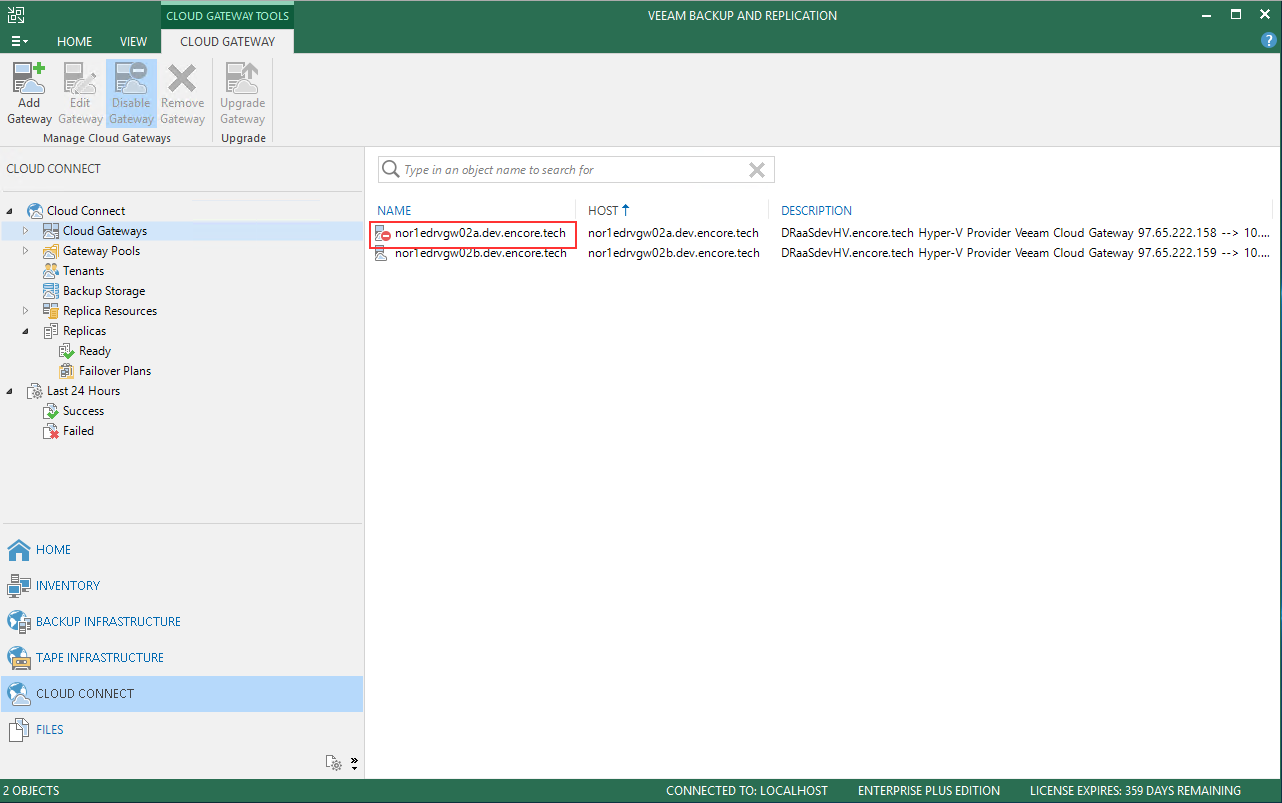 CLOUD GATEWAY TOOLS
VEEAM BACKUP AND REPLICATION
HOME VIEW CLOUD GATEWAY
?
Add Gateway
Edit Gateway
Disable Gateway
Remove Gateway
Upgrade Gateway
Manage Cloud Gateways
Upgrade
CLOUD CONNECT
Cloud Connect
Cloud Gateways
Gateway Pools
Tenants
Backup Storage
Replica Resources
Replicas
Ready
Failover Plans
Last 24 Hours
Success
Failed
HOME
INVENTORY
BACKUP INFRASTRUCTURE
TAPE INFRASTRUCTURE
CLOUD CONNECT
FILES
Type in an object name to search for
NAME HOST DESCRIPTION
nor1edrvgw02a.dev.encore.tech nor1edrvgw02a.dev.encore.tech DRaaSdevHV.encore.tech Hyper-V Provider Veeam Cloud Gateway 97.65.222.158 --> 10....
nor1edrvgw02b.dev.encore.tech nor1edrvgw02b.dev.encore.tech DRaaSdevHV.encore.tech Hyper-V Provider Veeam Cloud Gateway 97.65.222.159 --> 10....
2 OBJECTS
CONNECTED TO: LOCALHOST ENTERPRISE PLUS EDITION LICENSE EXPIRES: 359 DAYS REMAINING